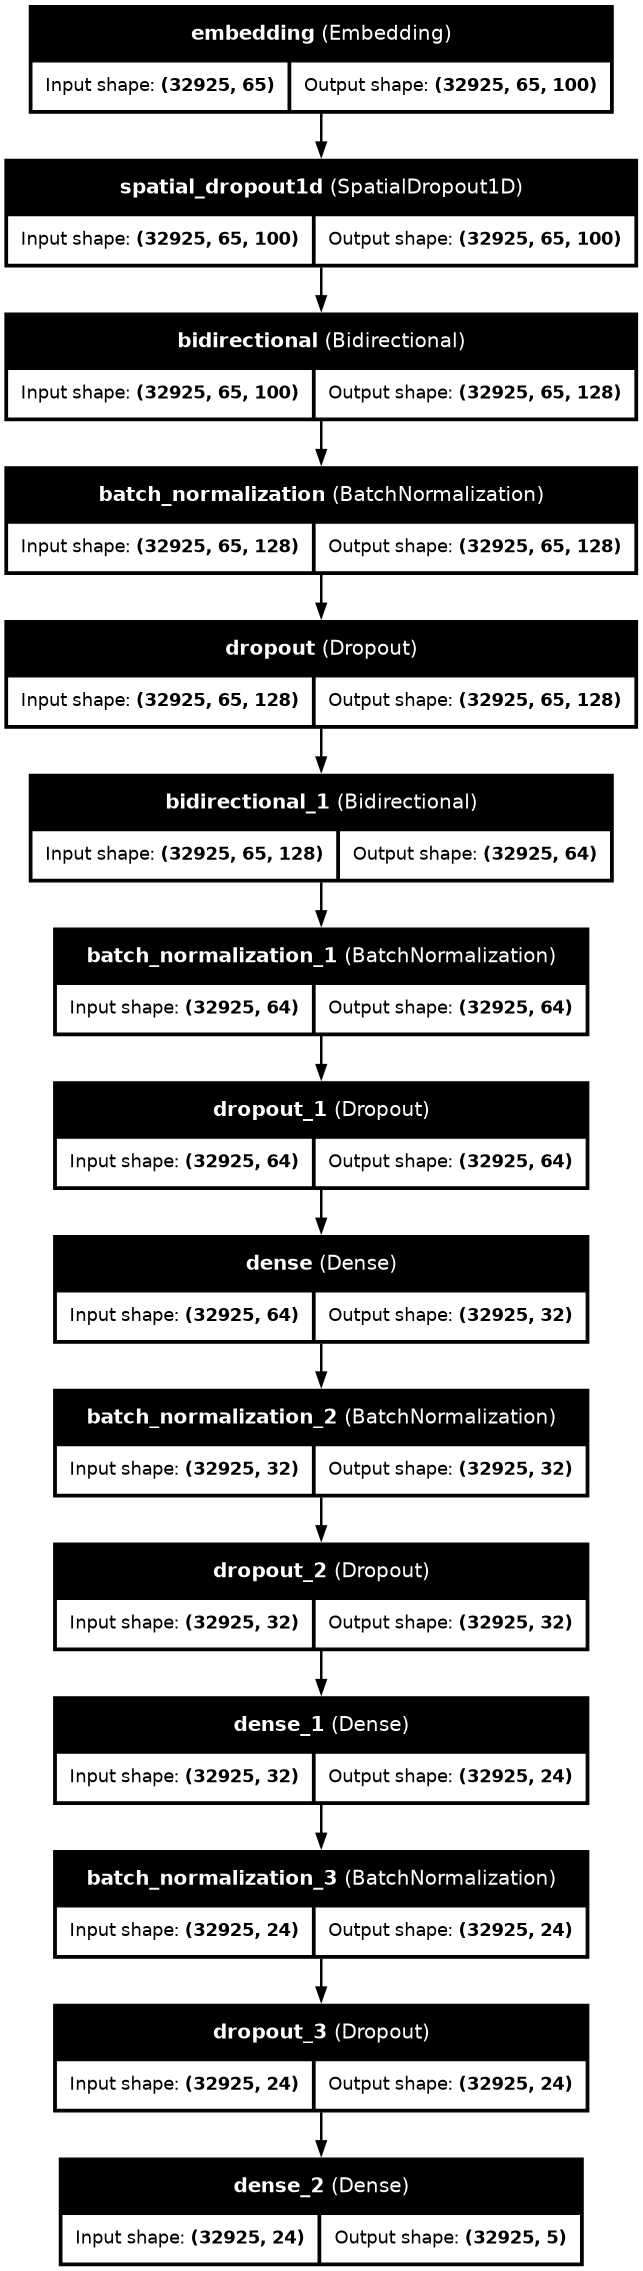 embedding (Embedding)
Input shape: (32925, 65) Output shape: (32925, 65, 100)
spatial_dropout1d (SpatialDropout1D)
Input shape: (32925, 65, 100) Output shape: (32925, 65, 100)
bidirectional (Bidirectional)
Input shape: (32925, 65, 100) Output shape: (32925, 65, 128)
batch_normalization (BatchNormalization)
Input shape: (32925, 65, 128) Output shape: (32925, 65, 128)
dropout (Dropout)
Input shape: (32925, 65, 128) Output shape: (32925, 65, 128)
bidirectional_1 (Bidirectional)
Input shape: (32925, 65, 128) Output shape: (32925, 64)
batch_normalization_1 (BatchNormalization)
Input shape: (32925, 64) Output shape: (32925, 64)
dropout_1 (Dropout)
Input shape: (32925, 64) Output shape: (32925, 64)
dense (Dense)
Input shape: (32925, 64) Output shape: (32925, 32)
batch_normalization_2 (BatchNormalization)
Input shape: (32925, 32) Output shape: (32925, 32)
dropout_2 (Dropout)
Input shape: (32925, 32) Output shape: (32925, 32)
dense_1 (Dense)
Input shape: (32925, 32) Output shape: (32925, 24)
batch_normalization_3 (BatchNormalization)
Input shape: (32925, 24) Output shape: (32925, 24)
dropout_3 (Dropout)
Input shape: (32925, 24) Output shape: (32925, 24)
dense_2 (Dense)
Input shape: (32925, 24) Output shape: (32925, 5)